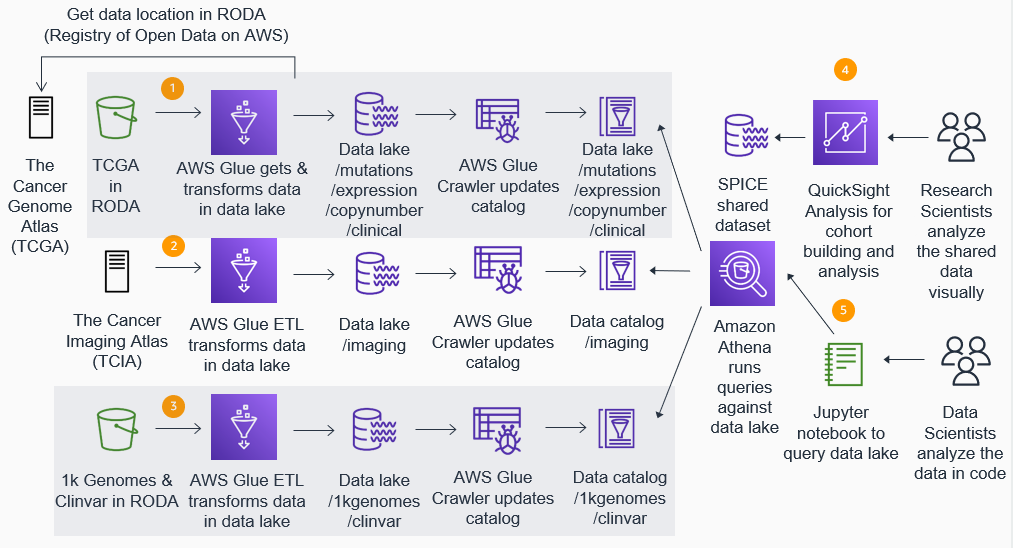 Get data location in RODA
(Registry of Open Data on AWS)
The
Cancer
Genome
Atlas
(TCGA)
1
TCGA
in
RODA
AWS Glue gets &
transforms data
in data lake
Data lake
/mutations
/expression
/copynumber
/clinical
AWS Glue
Crawler updates
catalog
Data lake
/mutations
/expression
/copynumber
/clinical
2
The Cancer
Imaging Atlas
(TCIA)
AWS Glue ETL
transforms data
in data lake
Data lake
/imaging
AWS Glue
Crawler updates
catalog
Data catalog
/imaging
3
1k Genomes &
Clinvar in RODA
AWS Glue ETL
transforms data
in data lake
Data lake
/1kgenomes
/clinvar
AWS Glue
Crawler updates
catalog
Data catalog
/1kgenomes
/clinvar
Amazon
Athena
runs
queries
against
data lake
4
SPICE
shared
dataset
QuickSight
Analysis for
cohort
building and
analysis
Research
Scientists
analyze
the shared
data
visually
5
Jupyter
notebook to
query data lake
Data
Scientists
analyze the
data in code